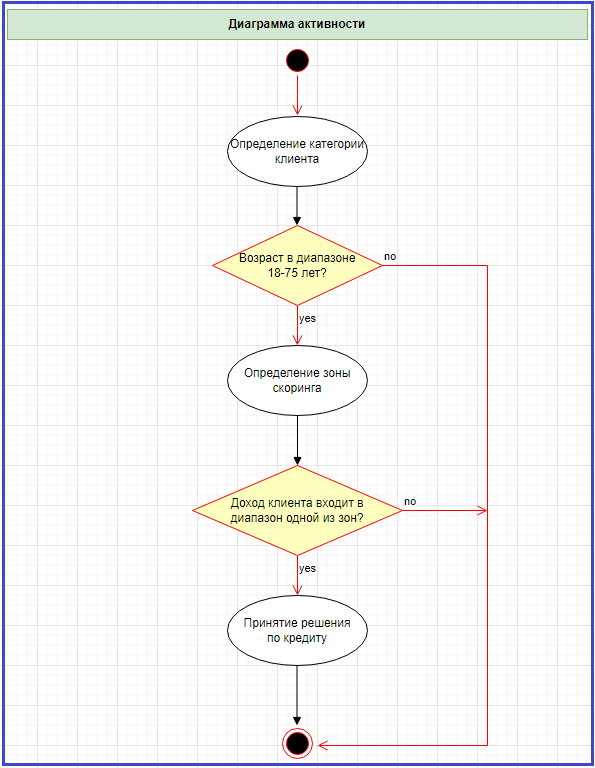 Диаграмма активности
Определение категории
клиента
Возраст в диапазоне
18-75 лет?
no
yes
Определение зоны
скоринга
Доход клиента входит в
диапазон одной из зон?
no
yes
Принятие решения
по кредиту